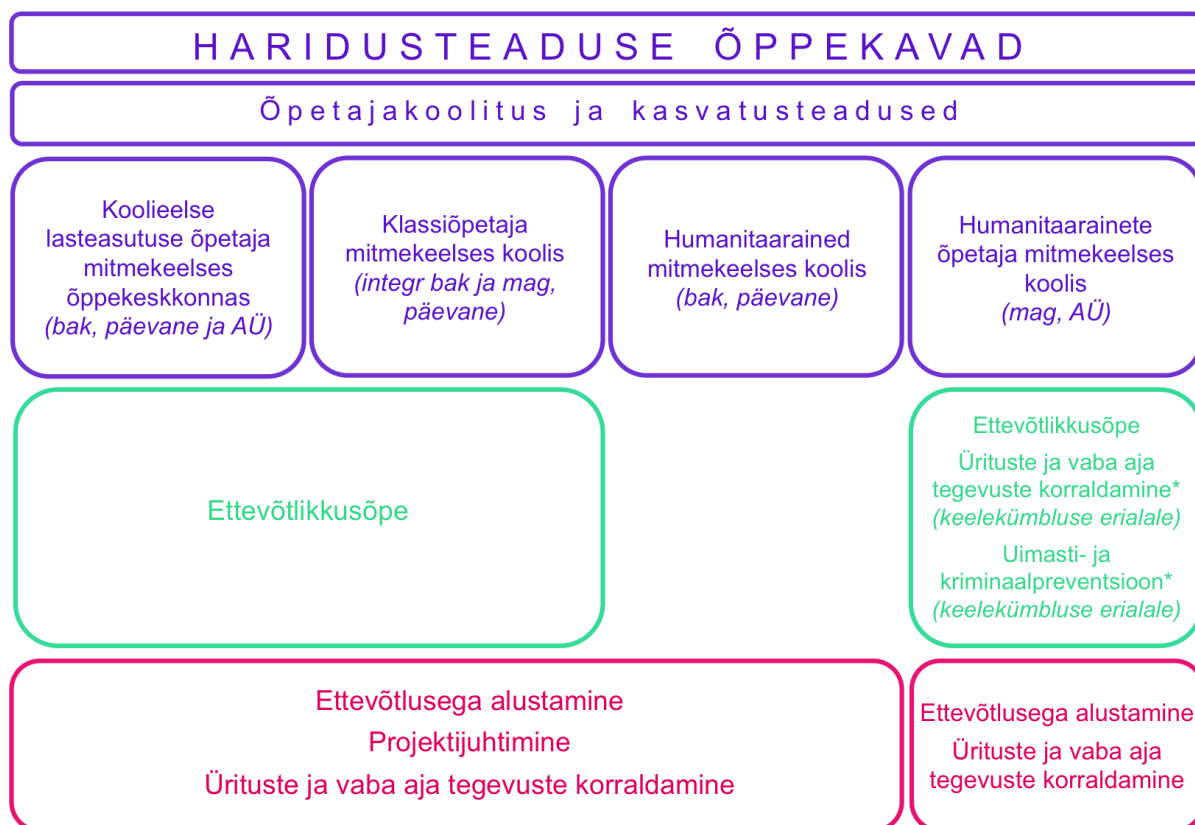 HARIDUSTEADUSE ÕPPEKAVAD
Õpetajakoolitus ja kasvatusteadused
Koolieelse
lasteasutuse õpetaja
mitmekeelses
õppekeskkonnas
(bak, päevane ja AÜ)
Klassiõpetaja
mitmekeelses koolis
(integr bak ja mag,
päevane)
Humanitaarained
mitmekeelses koolis
(bak, päevane)
Humanitaarainete
õpetaja mitmekeelses
koolis
(mag, AÜ)
Ettevõtlikkusõpe
Ettevõtlikkusõpe
Ürituste ja vaba aja
tegevuste korraldamine*
(keelekümbluse erialale)
Uimasti- ja
kriminaalpreventsioon*
(keelekümbluse erialale)
Ettevõtlusega alustamine
Projektijuhtimine
Ürituste ja vaba aja tegevuste korraldamine
Ettevõtlusega alustamine
Ürituste ja vaba aja
tegevuste korraldamine